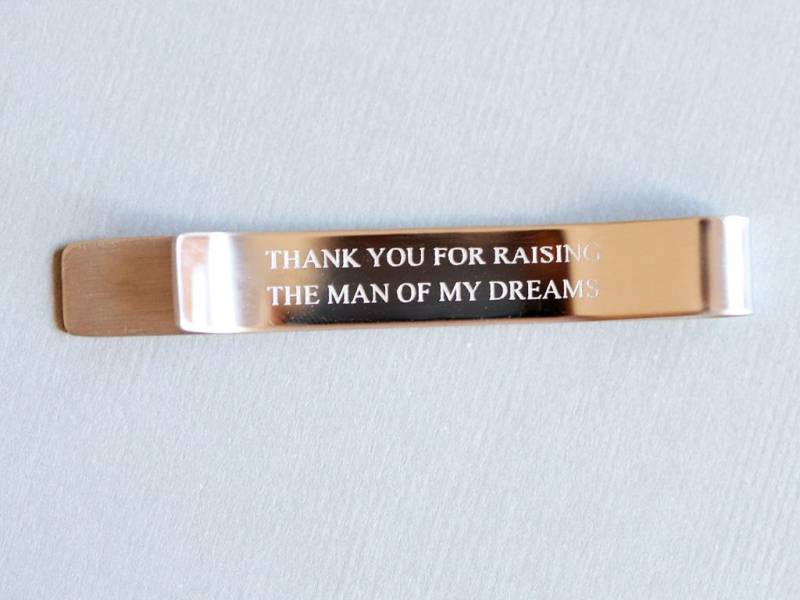 THANK YOU FOR RAISING
THE MAN OF MY DREAMS